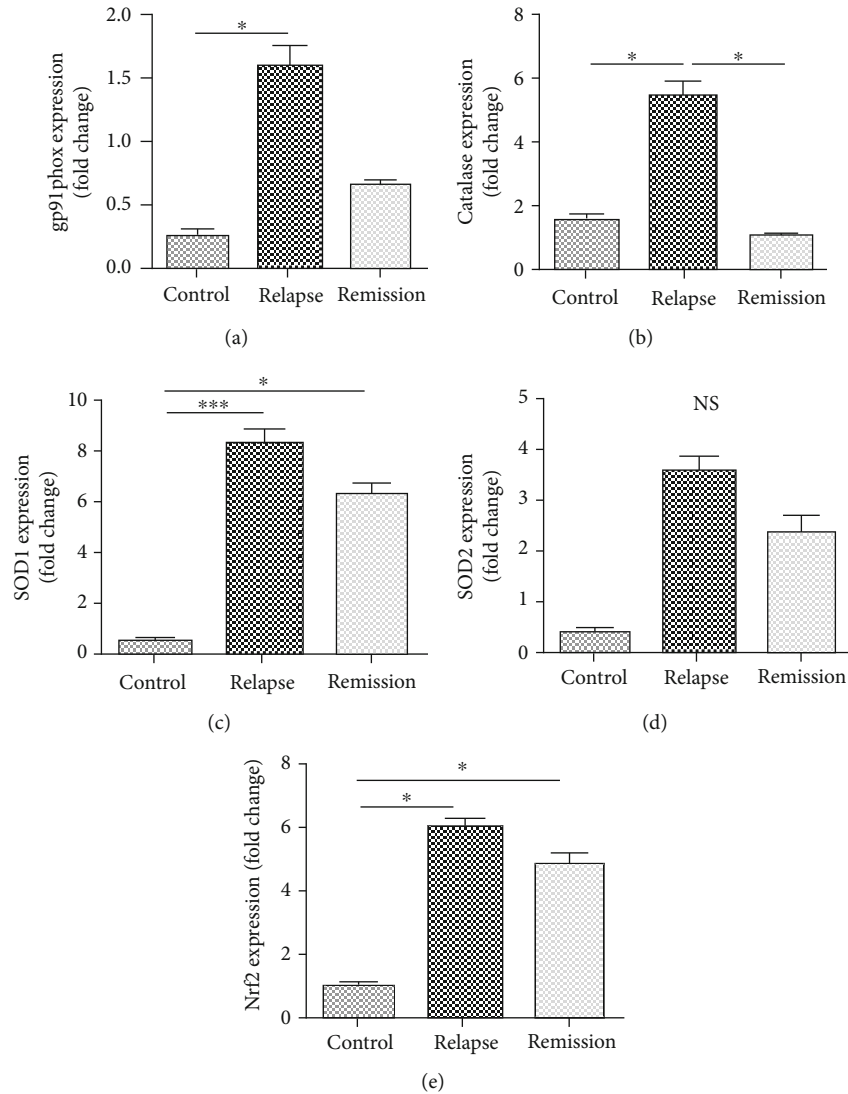 2.0
1.5
1.0
0.5
0.0
gp91phox expression
(fold change)
*
Control
Relapse
Remission
(a)
8
6
4
2
0
Catalase expression
(fold change)
*
*
Control
Relapse
Remission
(b)
10
8
6
4
2
0
SOD1 expression
(fold change)
*
***
Control
Relapse
Remission
(c)
5
4
3
2
1
0
SOD2 expression
(fold change)
NS
Control
Relapse
Remission
(d)
8
6
4
2
0
Nrf2 expression (fold change)
*
*
Control
Relapse
Remission
(e)